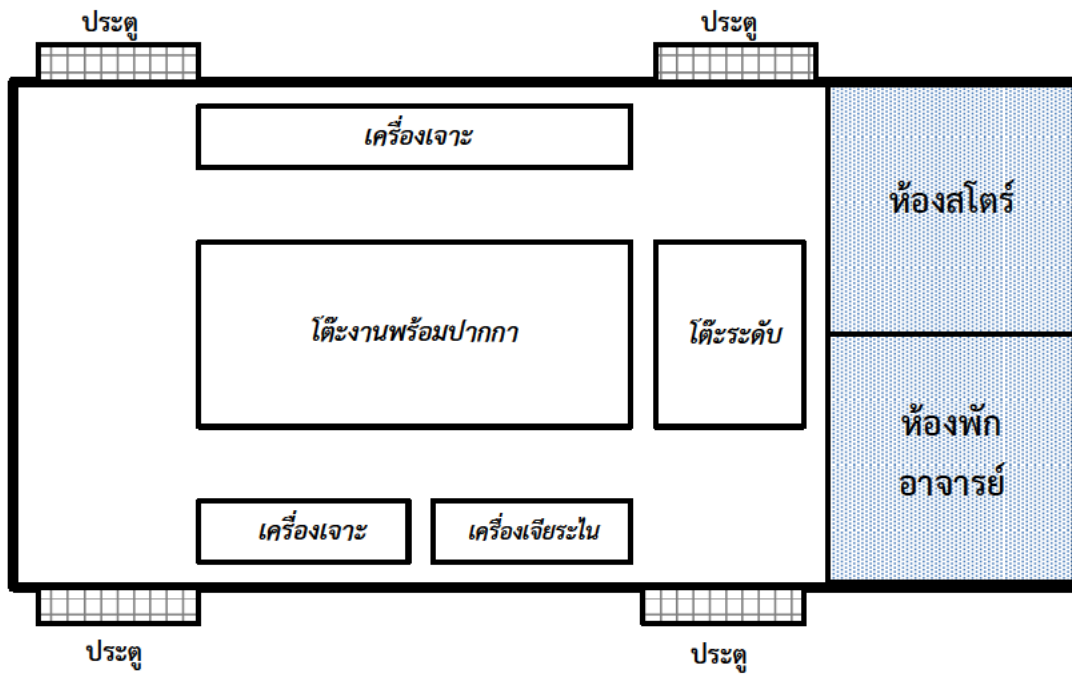 ประตู
ประตู
เครื่องเจาะ
ห้องสโตร์
โต๊ะงานพร้อมปากกา
โต๊ะระดับ
ห้องพัก
อาจารย์
เครื่องเจาะ
เครื่องเจียระไน
ประตู
ประตู